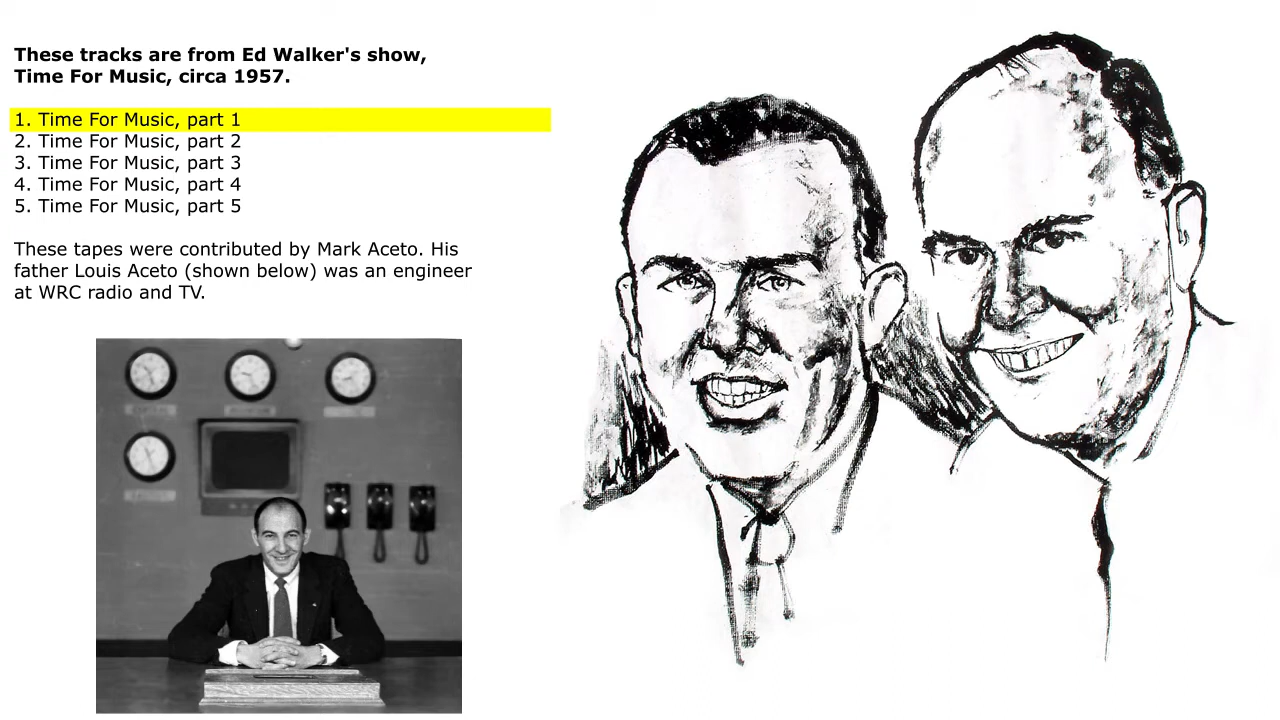 These tracks are from Ed Walker's show,
Time For Music, circa 1957.
1. Time For Music, part 1
2. Time For Music, part 2
3. Time For Music, part 3
4. Time For Music, part 4
5. Time For Music, part 5
These tapes were contributed by Mark Aceto. His
father Louis Aceto (shown below) was an engineer
at WRC radio and TV.